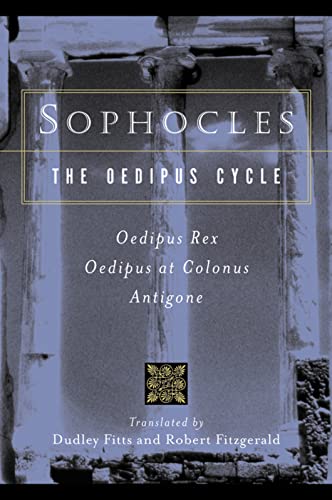 SOPHOCLES
THE OEDIPUS CYCLE
Oedipus Rex
Oedipus at Colonus
Antigone
Translated by
Dudley Fitts and Robert Fitzgerald